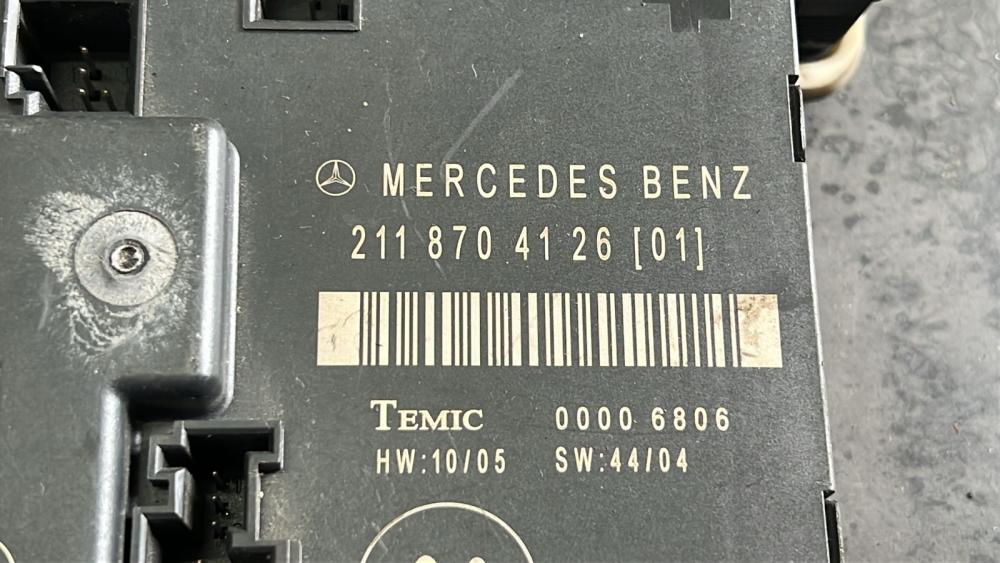 MERCEDES BENZ
211 870 41 26 [01]
TEMIC 0000 6806
HW:10/05 SW:44/04